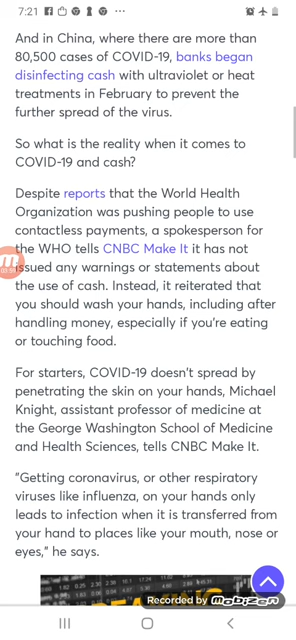 7:21
And in China, where there are more than
80,500 cases of COVID-19, banks began
disinfecting cash with ultraviolet or heat
treatments in February to prevent the
further spread of the virus.
So what is the reality when it comes to
COVID-19 and cash?
Despite reports that the World Health
Organization was pushing people to use
contactless payments, a spokesperson for
the WHO tells CNBC Make It it has not
issued any warnings or statements about
the use of cash. Instead, it reiterated that
you should wash your hands, including after
handling money, especially if you're eating
or touching food.
For starters, COVID-19 doesn't spread by
penetrating the skin on your hands, Michael
Knight, assistant professor of medicine at
the George Washington School of Medicine
and Health Sciences, tells CNBC Make It.
"Getting coronavirus, or other respiratory
viruses like influenza, on your hands only
leads to infection when it is transferred from
your hand to places like your mouth, nose or
eyes," he says.
Recorded by Mobizen